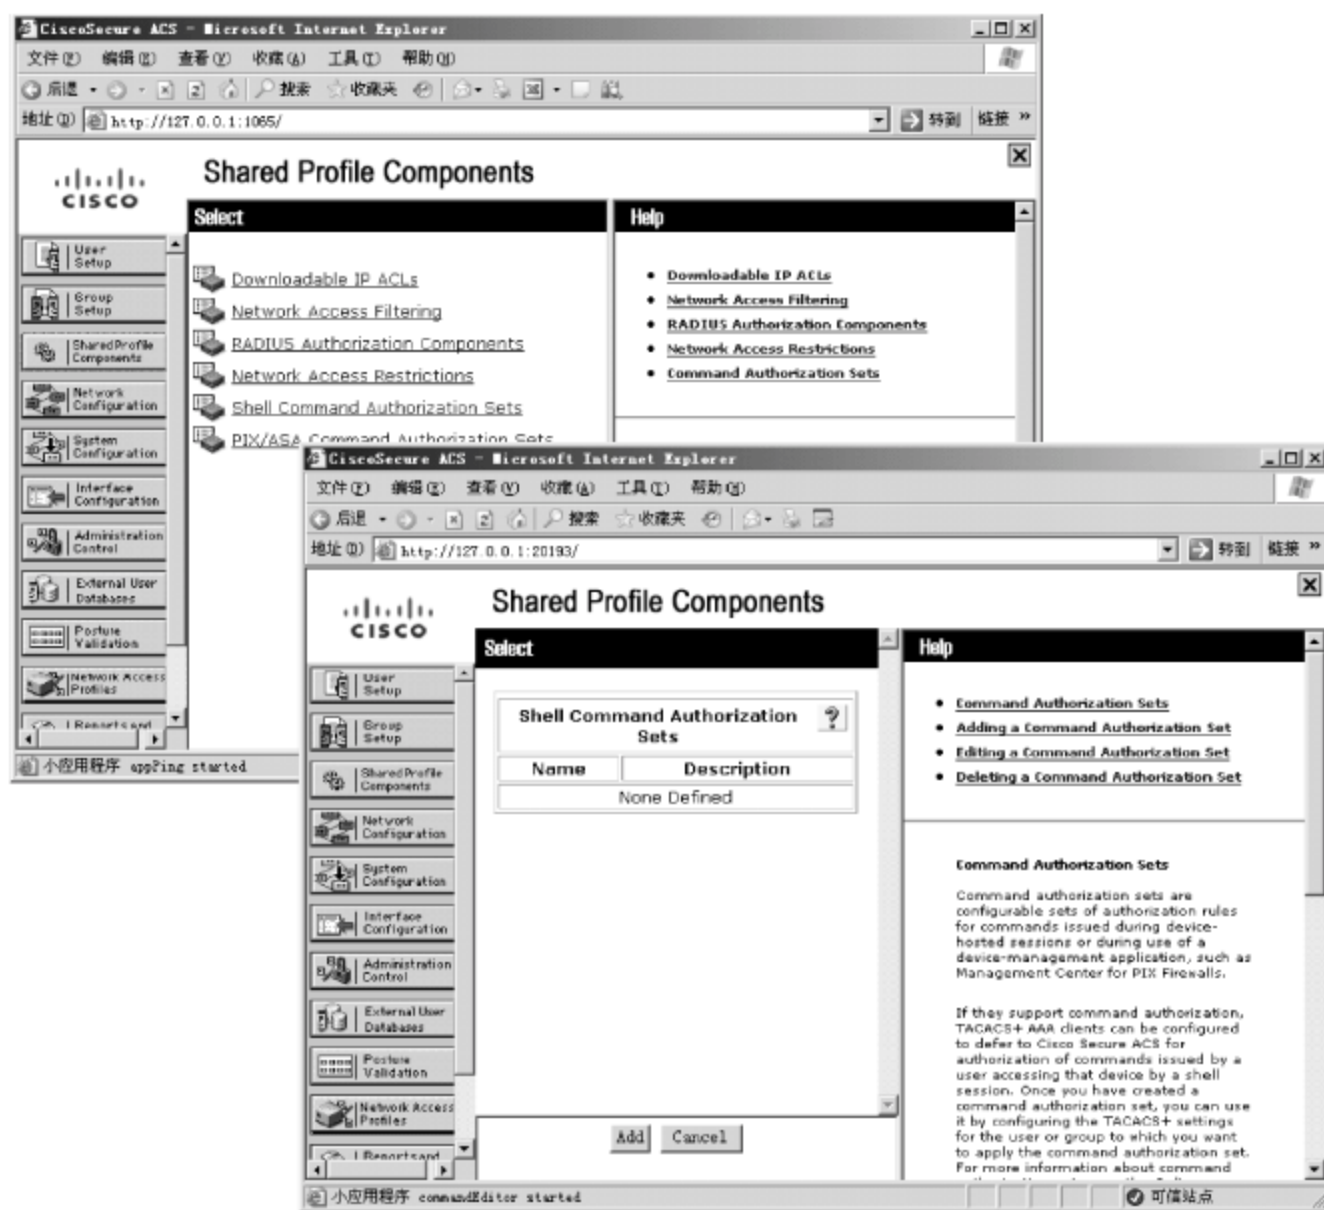 CiscoSecure ACS - Microsoft Internet Explorer
文件(F) 编辑(E) 查看(V) 收藏(A) 工具(T) 帮助(H)
后退 搜索 收藏夹
地址(D) http://127.0.0.1:1065/ 转到 链接 »
CISCO
Shared Profile Components
Select
Help
User Setup
Group Setup
Shared Profile Components
Network Configuration
System Configuration
Interface Configuration
Administration Control
External User Databases
Posture Validation
Network Access Profiles
Reports and
Downloadable IP ACLs
Network Access Filtering
RADIUS Authorization Components
Network Access Restrictions
Shell Command Authorization Sets
PIX/ASA Command Authorization Sets
• Downloadable IP ACLs
• Network Access Filtering
• RADIUS Authorization Components
• Network Access Restrictions
• Command Authorization Sets
小应用程序 appPing started
CiscoSecure ACS - Microsoft Internet Explorer
文件(F) 编辑(E) 查看(V) 收藏(A) 工具(T) 帮助(H)
后退 搜索 收藏夹
地址(D) http://127.0.0.1:20193/ 转到 链接 »
CISCO
Shared Profile Components
Select
Help
User Setup
Group Setup
Shared Profile Components
Network Configuration
System Configuration
Interface Configuration
Administration Control
External User Databases
Posture Validation
Network Access Profiles
Reports and
Shell Command Authorization
Sets
?
Name Description
None Defined
Add Cancel
• Command Authorization Sets
• Adding a Command Authorization Set
• Editing a Command Authorization Set
• Deleting a Command Authorization Set
Command Authorization Sets
Command authorization sets are
configurable sets of authorization rules
for commands issued during device-
hosted sessions or during use of a
device-management application, such as
Management Center for PIX Firewalls.
If they support command authorization,
TACACS+ AAA clients can be configured
to defer to Cisco Secure ACS for
authorization of commands issued by a
user accessing that device by a shell
session. Once you have created a
command authorization set, you can use
it by configuring the TACACS+ settings
for the user or group to which you want
to apply the command authorization set.
For more information about command
小应用程序 commandEditor started 可信站点